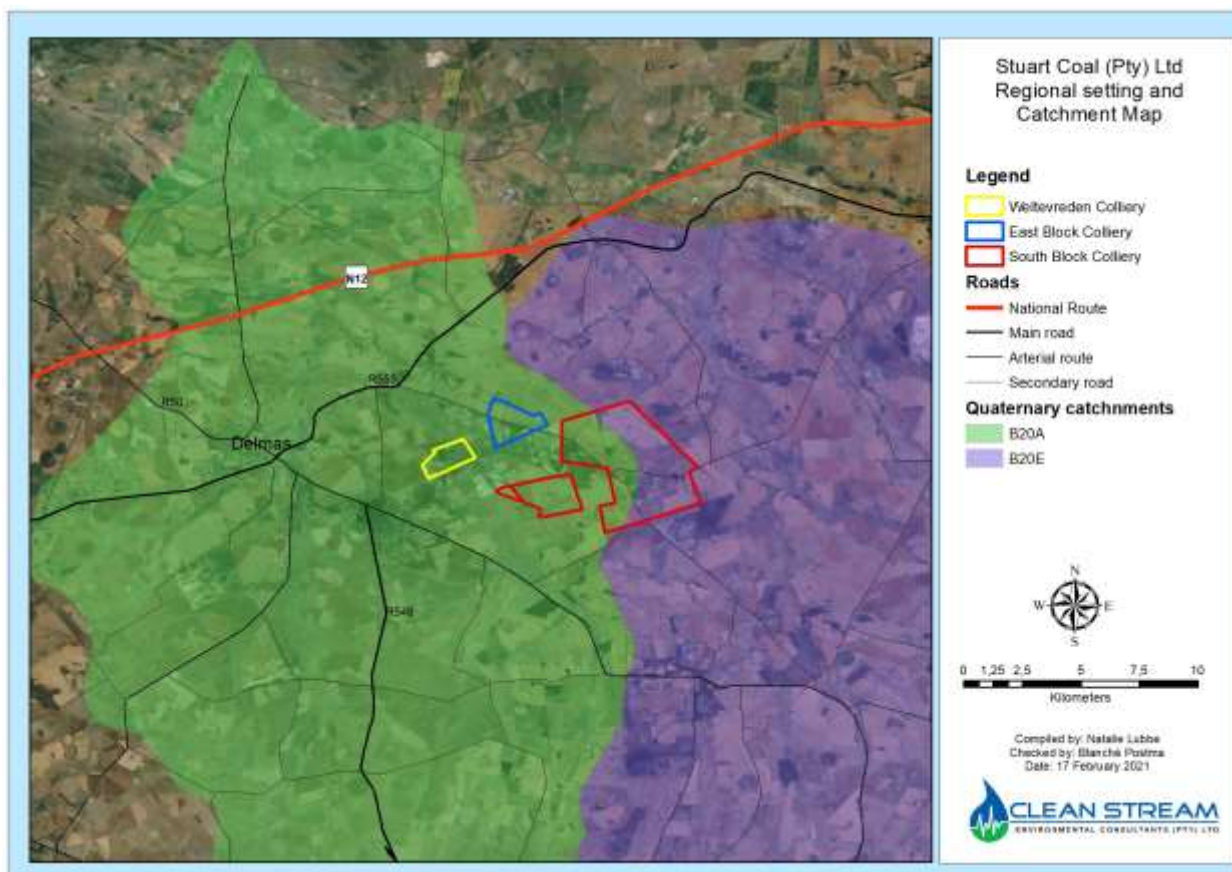 Stuart Coal (Pty) Ltd
Regional setting and
Catchment Map
Legend
Weltevreden Colliery
East Block Colliery
South Block Colliery
Roads
National Route
Main road
Arterial route
Secondary road
Quaternary catchnments
B20A
B20E
N12
R555
R50
Delmas
R548
N
W E
S
0 1,25 2,5 5 7,5 10
Kilometers
Compiled by: Natalie Lubbe
Checked by: Blanché Postma
Date: 17 February 2021
CLEAN STREAM
ENVIRONMENTAL CONSULTANTS (PTY) LTD